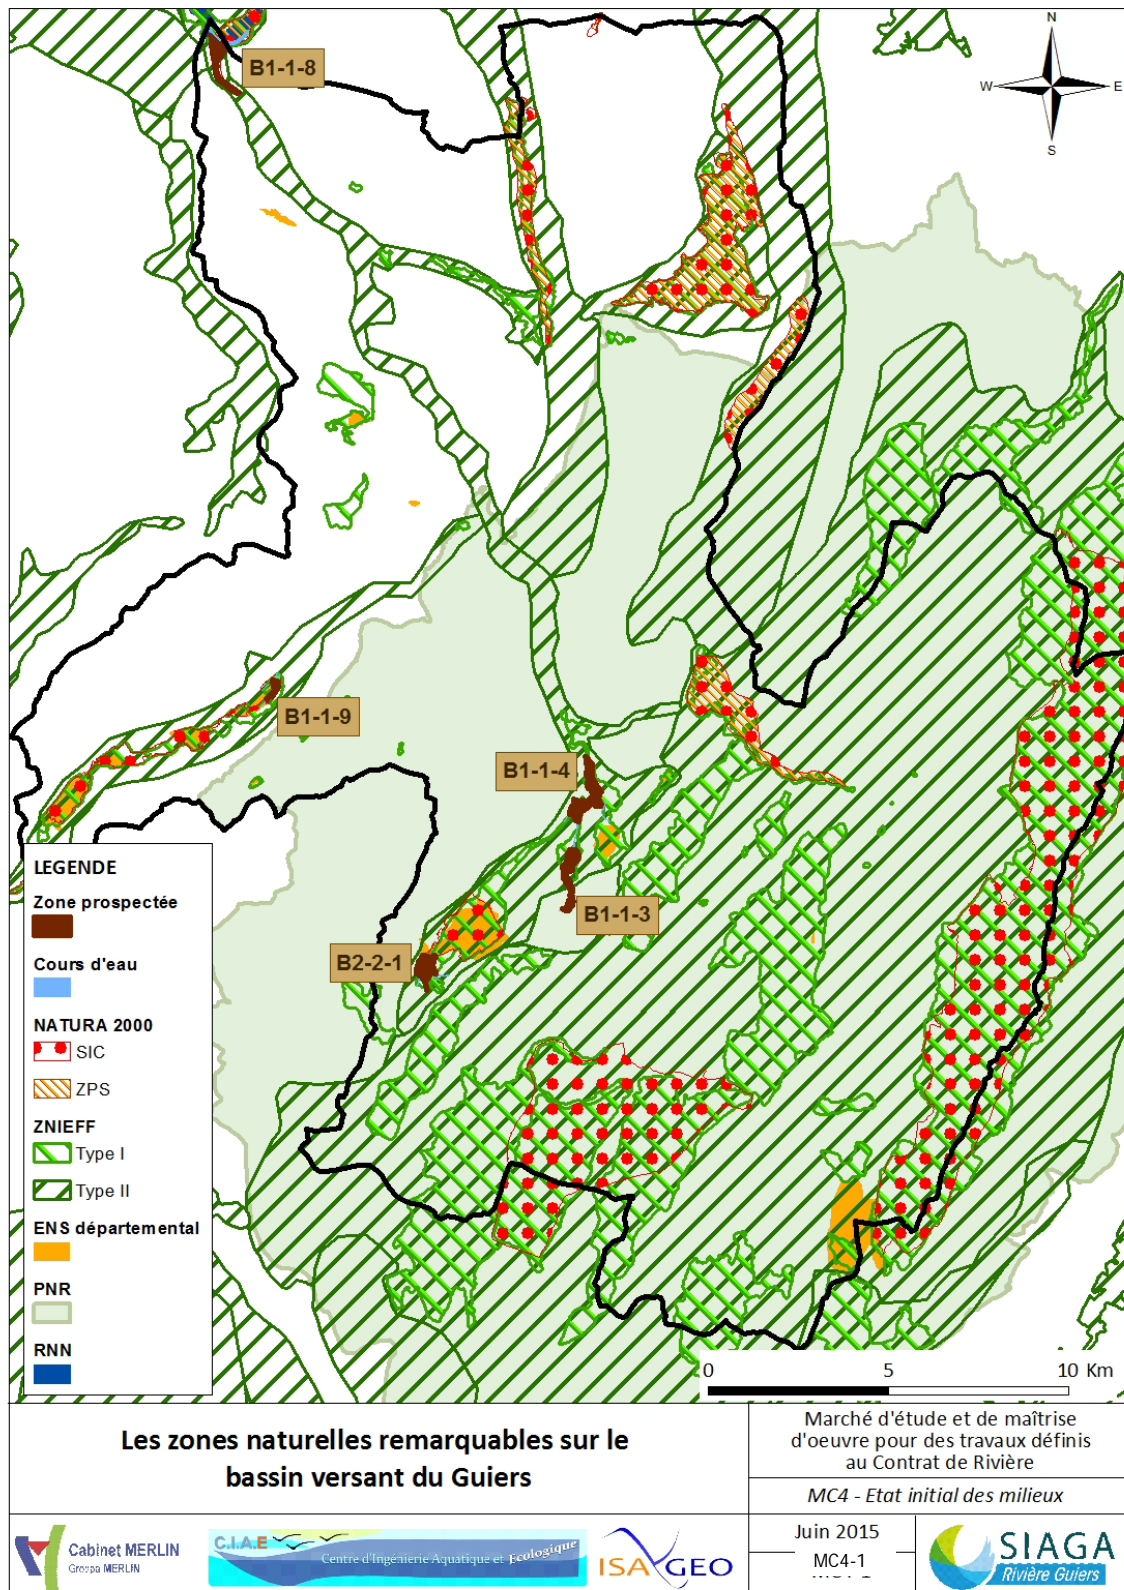 B1-1-8
N
W
E
S
B1-1-9
B1-1-4
B1-1-3
B2-2-1
LEGENDE
Zone prospectée
Cours d'eau
NATURA 2000
SIC
ZPS
ZNIEFF
Type I
Type II
ENS départemental
PNR
RNN
0 5 10 Km
Les zones naturelles remarquables sur le
bassin versant du Guiers
Marché d'étude et de maîtrise
d'oeuvre pour des travaux définis
au Contrat de Rivière
MC4 - Etat initial des milieux
Cabinet MERLIN
Groupe MERLIN
C.I.A.E
Centre d'Ingénierie Aquatique et Ecologique
ISA GEO
Juin 2015
MC4-1
SIAGA
Rivière Guiers